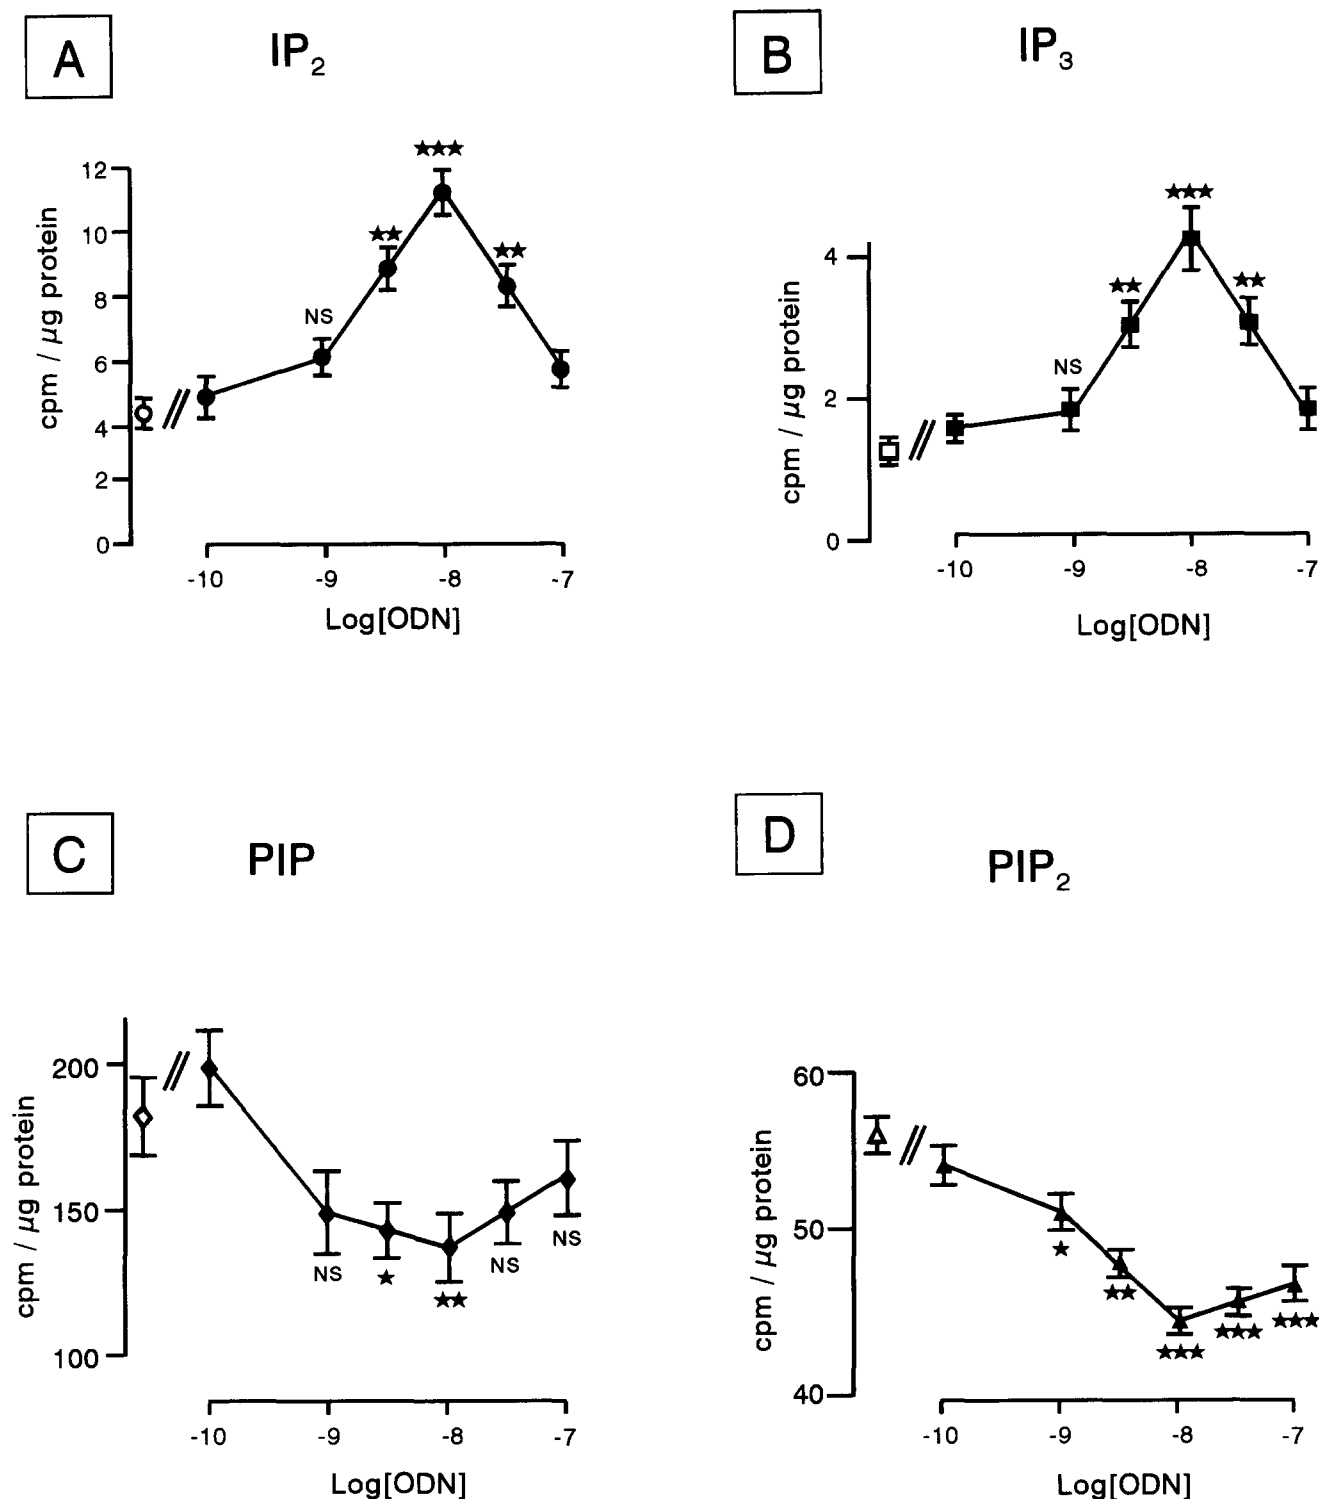 A
IP₂
cpm / µg protein
12
10
8
6
4
2
0
★★★
★★
★★
NS
-10 -9 -8 -7
Log[ODN]
B
IP₃
cpm / µg protein
4
2
0
★★★
★★
★★
NS
-10 -9 -8 -7
Log[ODN]
C
PIP
cpm / µg protein
200
150
100
NS
★
★★
NS
NS
-10 -9 -8 -7
Log[ODN]
D
PIP₂
cpm / µg protein
60
50
40
★
★★
★★★
★★★
★★★
-10 -9 -8 -7
Log[ODN]